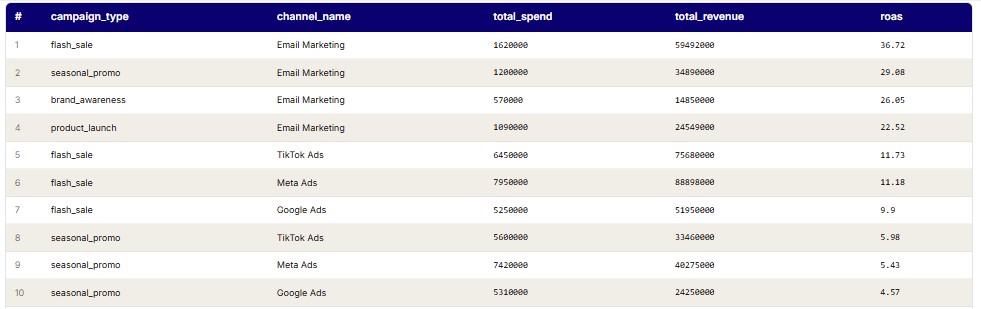 # campaign_type channel_name total_spend total_revenue roas
1 flash_sale Email Marketing 1620000 59492000 36.72
2 seasonal_promo Email Marketing 1200000 34890000 29.08
3 brand_awareness Email Marketing 570000 14850000 26.05
4 product_launch Email Marketing 1090000 24549000 22.52
5 flash_sale TikTok Ads 6450000 75680000 11.73
6 flash_sale Meta Ads 7950000 88898000 11.18
7 flash_sale Google Ads 5250000 51950000 9.9
8 seasonal_promo TikTok Ads 5600000 33460000 5.98
9 seasonal_promo Meta Ads 7420000 40275000 5.43
10 seasonal_promo Google Ads 5310000 24250000 4.57